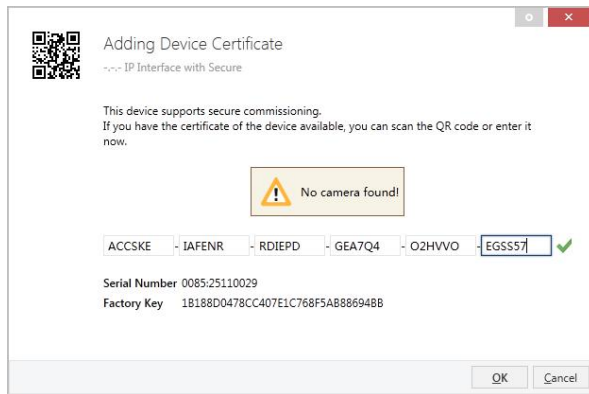 Adding Device Certificate
-.-.- IP Interface with Secure
This device supports secure commissioning.
If you have the certificate of the device available, you can scan the QR code or enter it
now.
No camera found!
ACCSKE - IAFENR - RDIEPD - GEA7Q4 - O2HVVO - EGSS57
Serial Number 0085:25110029
Factory Key 1B188D0478CC407E1C768F5AB88694BB
OK Cancel